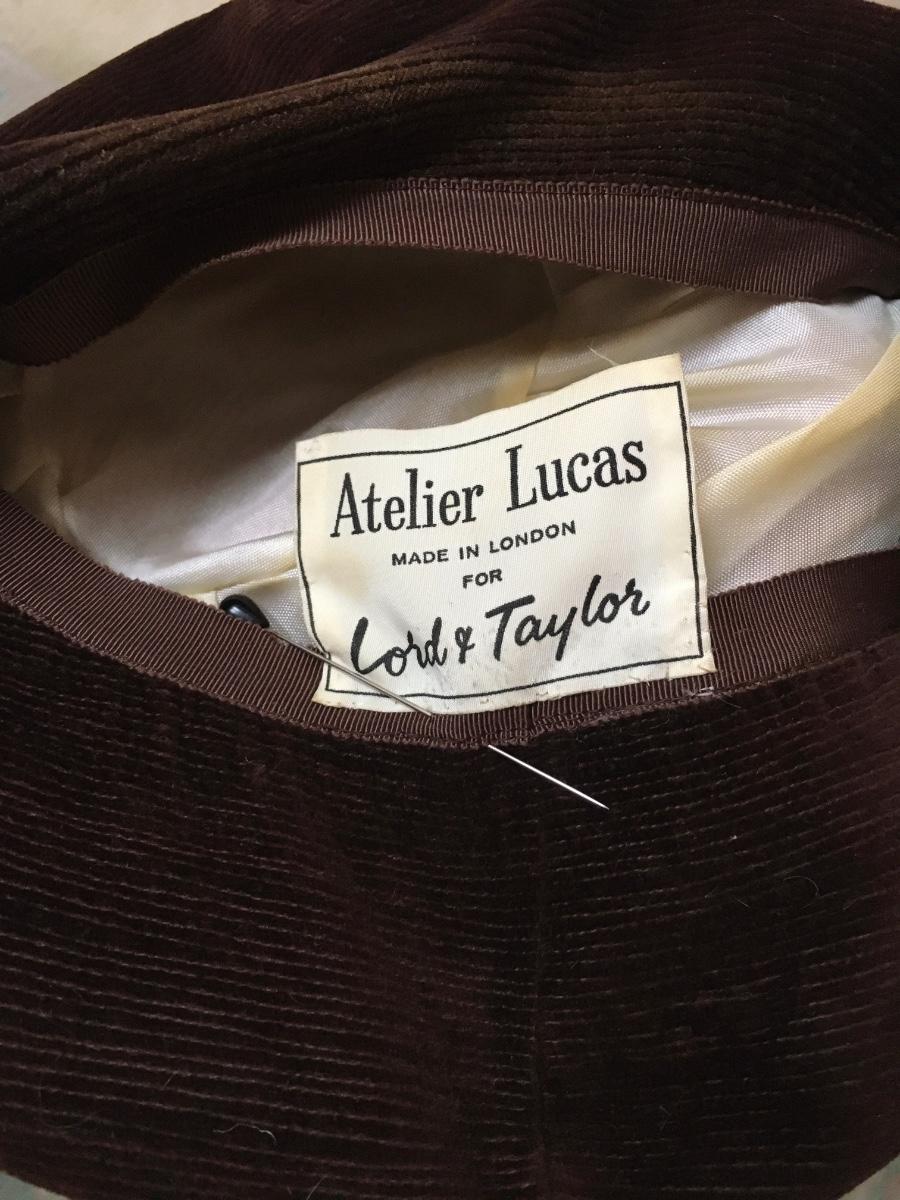 Atelier Lucas
MADE IN LONDON
FOR
Lord & Taylor